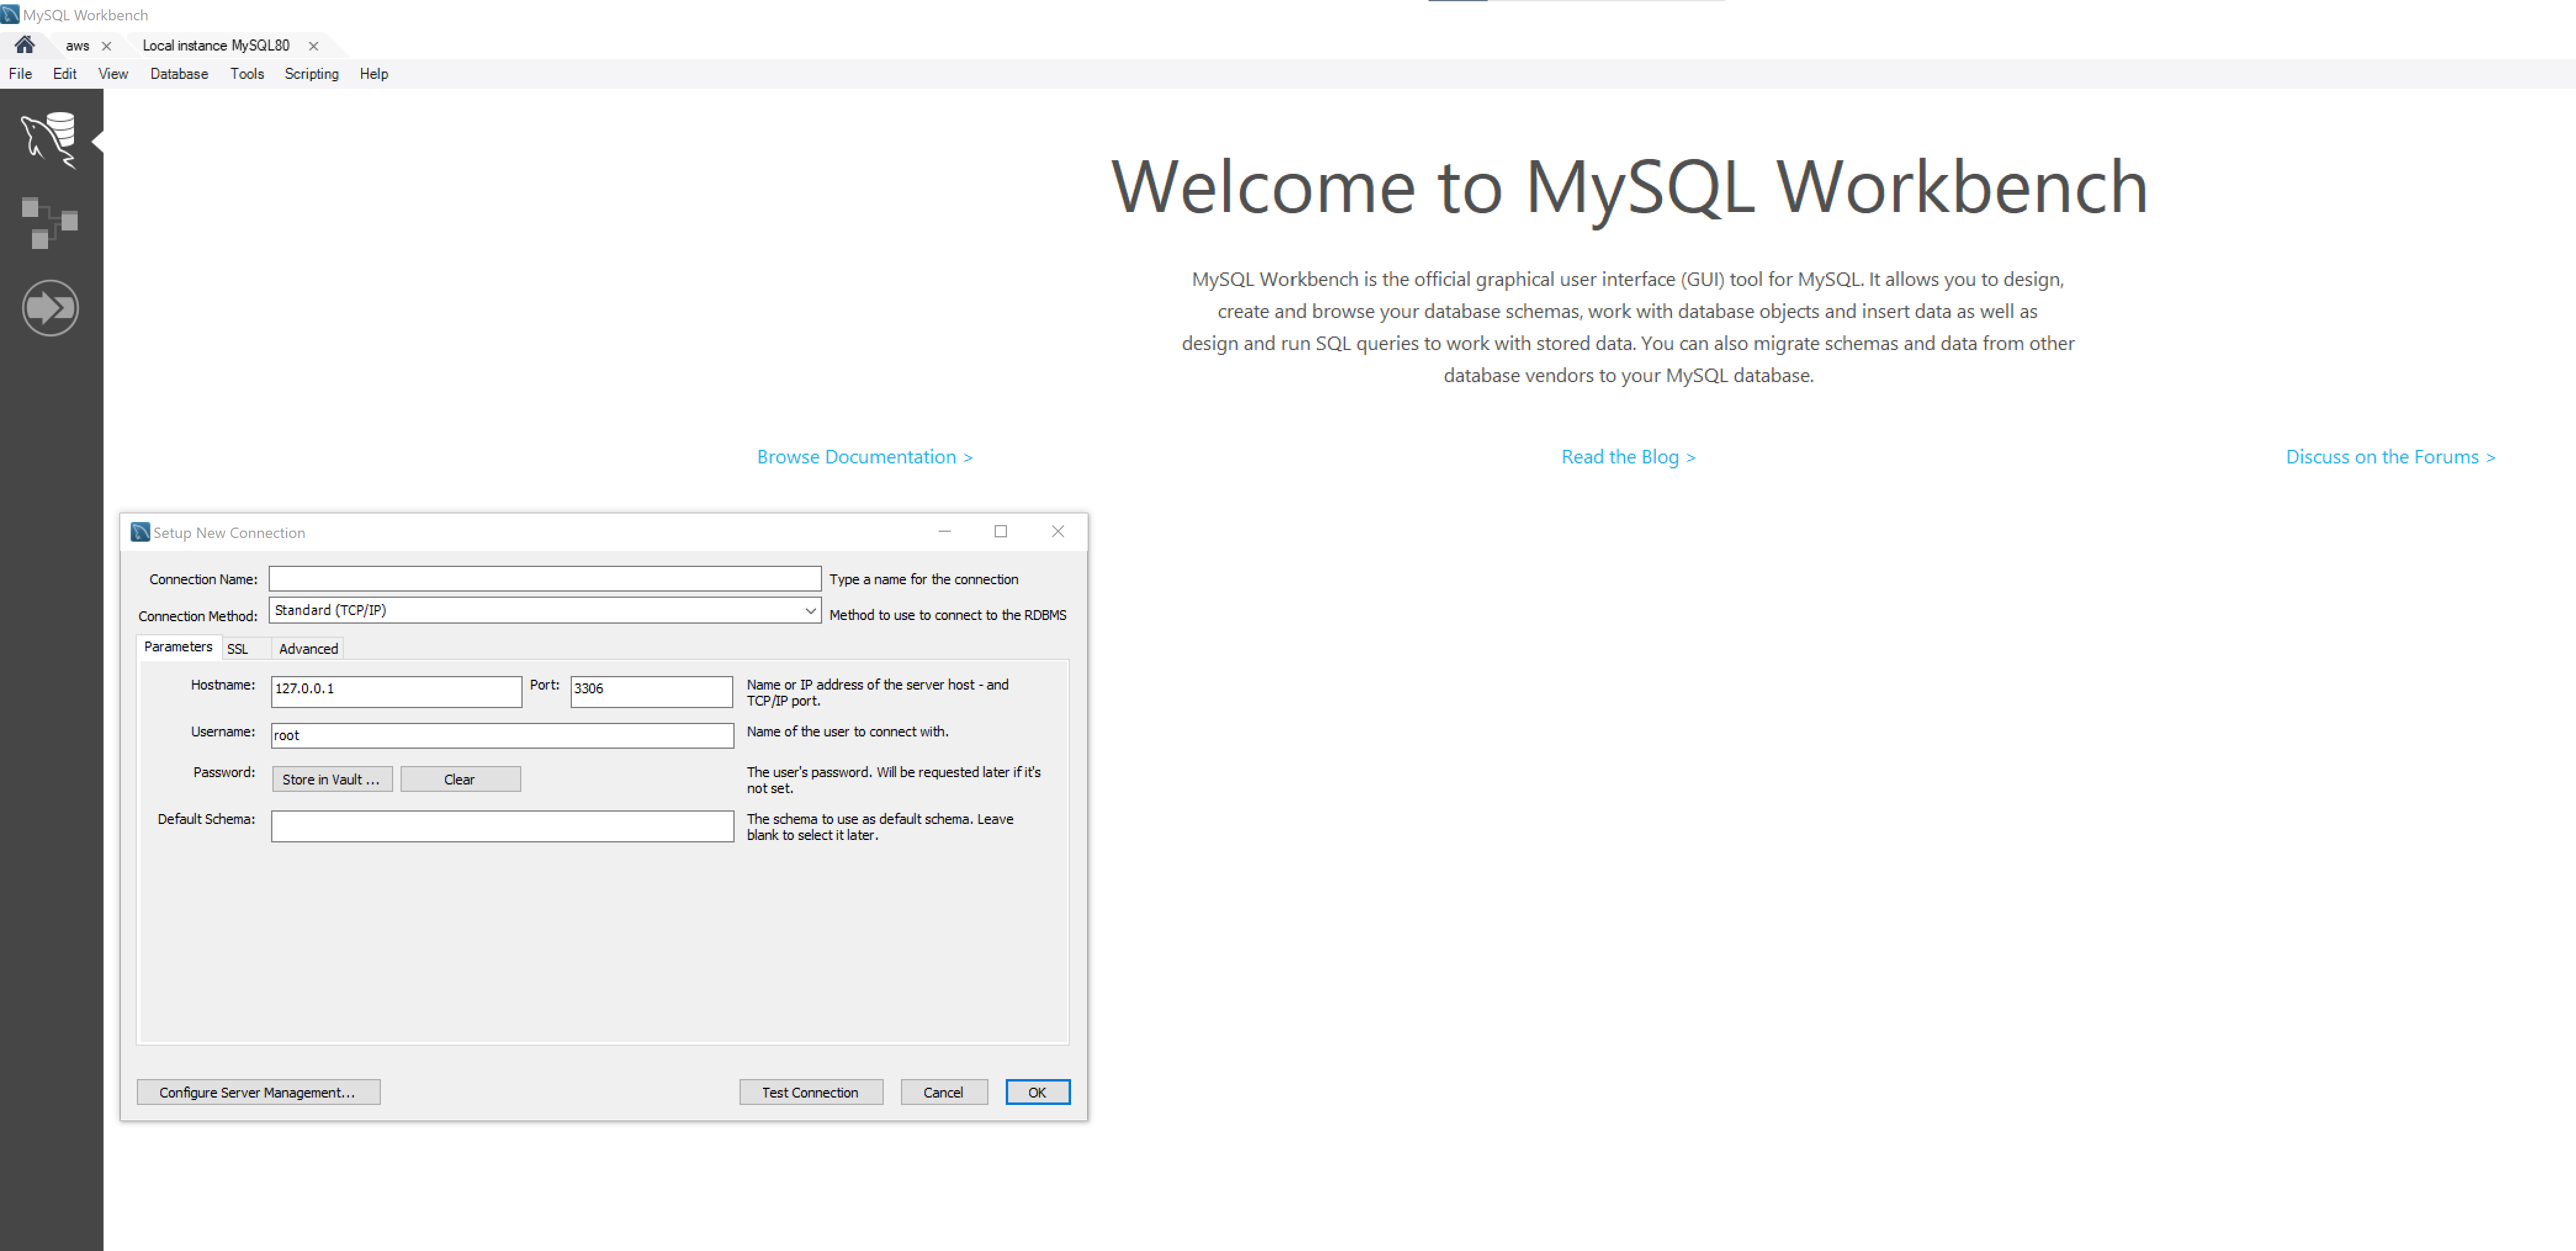 MySQL Workbench
aws
Local instance MySQL80
File Edit View Database Tools Scripting Help
Welcome to MySQL Workbench
MySQL Workbench is the official graphical user interface (GUI) tool for MySQL. It allows you to design,
create and browse your database schemas, work with database objects and insert data as well as
design and run SQL queries to work with stored data. You can also migrate schemas and data from other
database vendors to your MySQL database.
Browse Documentation > Read the Blog > Discuss on the Forums >
Setup New Connection
Connection Name: Type a name for the connection
Connection Method: Standard (TCP/IP) Method to use to connect to the RDBMS
Parameters SSL Advanced
Hostname: 127.0.0.1 Port: 3306 Name or IP address of the server host - and
TCP/IP port.
Username: root Name of the user to connect with.
Password: Store in Vault ... Clear The user's password. Will be requested later if it's
not set.
Default Schema: The schema to use as default schema. Leave
blank to select it later.
Configure Server Management... Test Connection Cancel OK